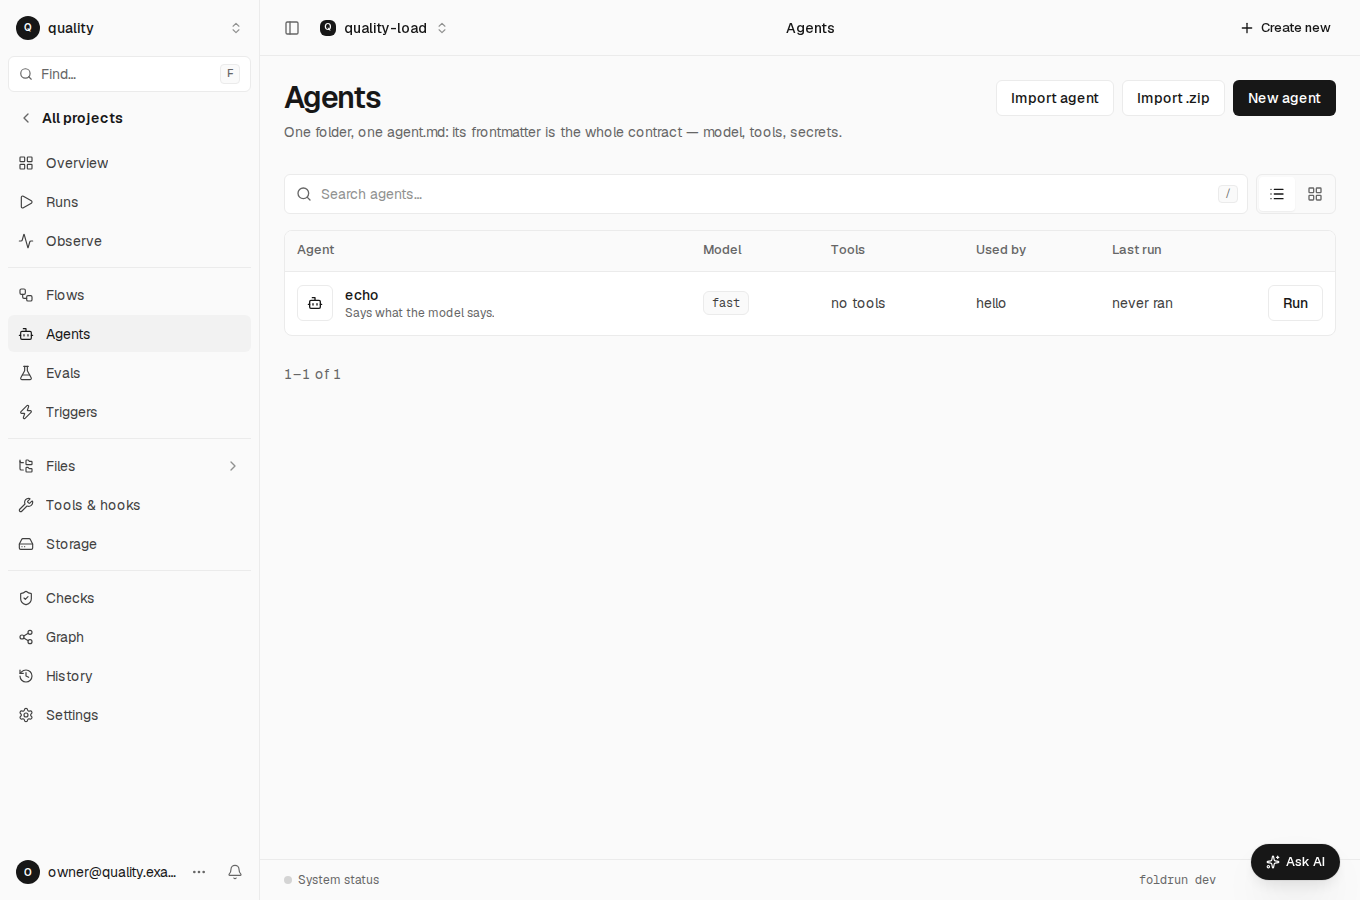 Q quality
Find... F
All projects
Overview
Runs
Observe
Flows
Agents
Evals
Triggers
Files
Tools & hooks
Storage
Checks
Graph
History
Settings
O owner@quality.exa...
Q quality-load
Agents
Create new
Agents
Import agent
Import .zip
New agent
One folder, one agent.md: its frontmatter is the whole contract — model, tools, secrets.
Search agents... /
Agent Model Tools Used by Last run
echo
Says what the model says.
fast no tools hello never ran Run
1–1 of 1
System status
foldrun dev
Ask AI